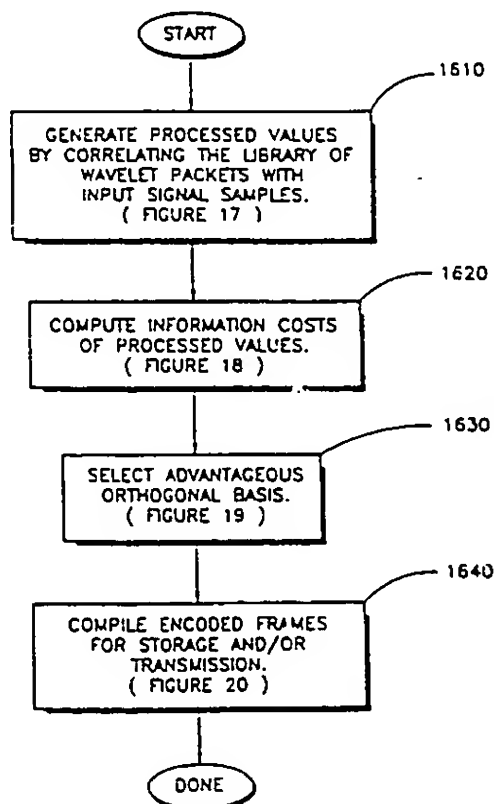 START
1610
GENERATE PROCESSED VALUES
BY CORRELATING THE LIBRARY OF
WAVELET PACKETS WITH
INPUT SIGNAL SAMPLES.
( FIGURE 17 )
1620
COMPUTE INFORMATION COSTS
OF PROCESSED VALUES.
( FIGURE 18 )
1630
SELECT ADVANTAGEOUS
ORTHOGONAL BASIS.
( FIGURE 19 )
1640
COMPILE ENCODED FRAMES
FOR STORAGE AND/OR
TRANSMISSION.
( FIGURE 20 )
DONE